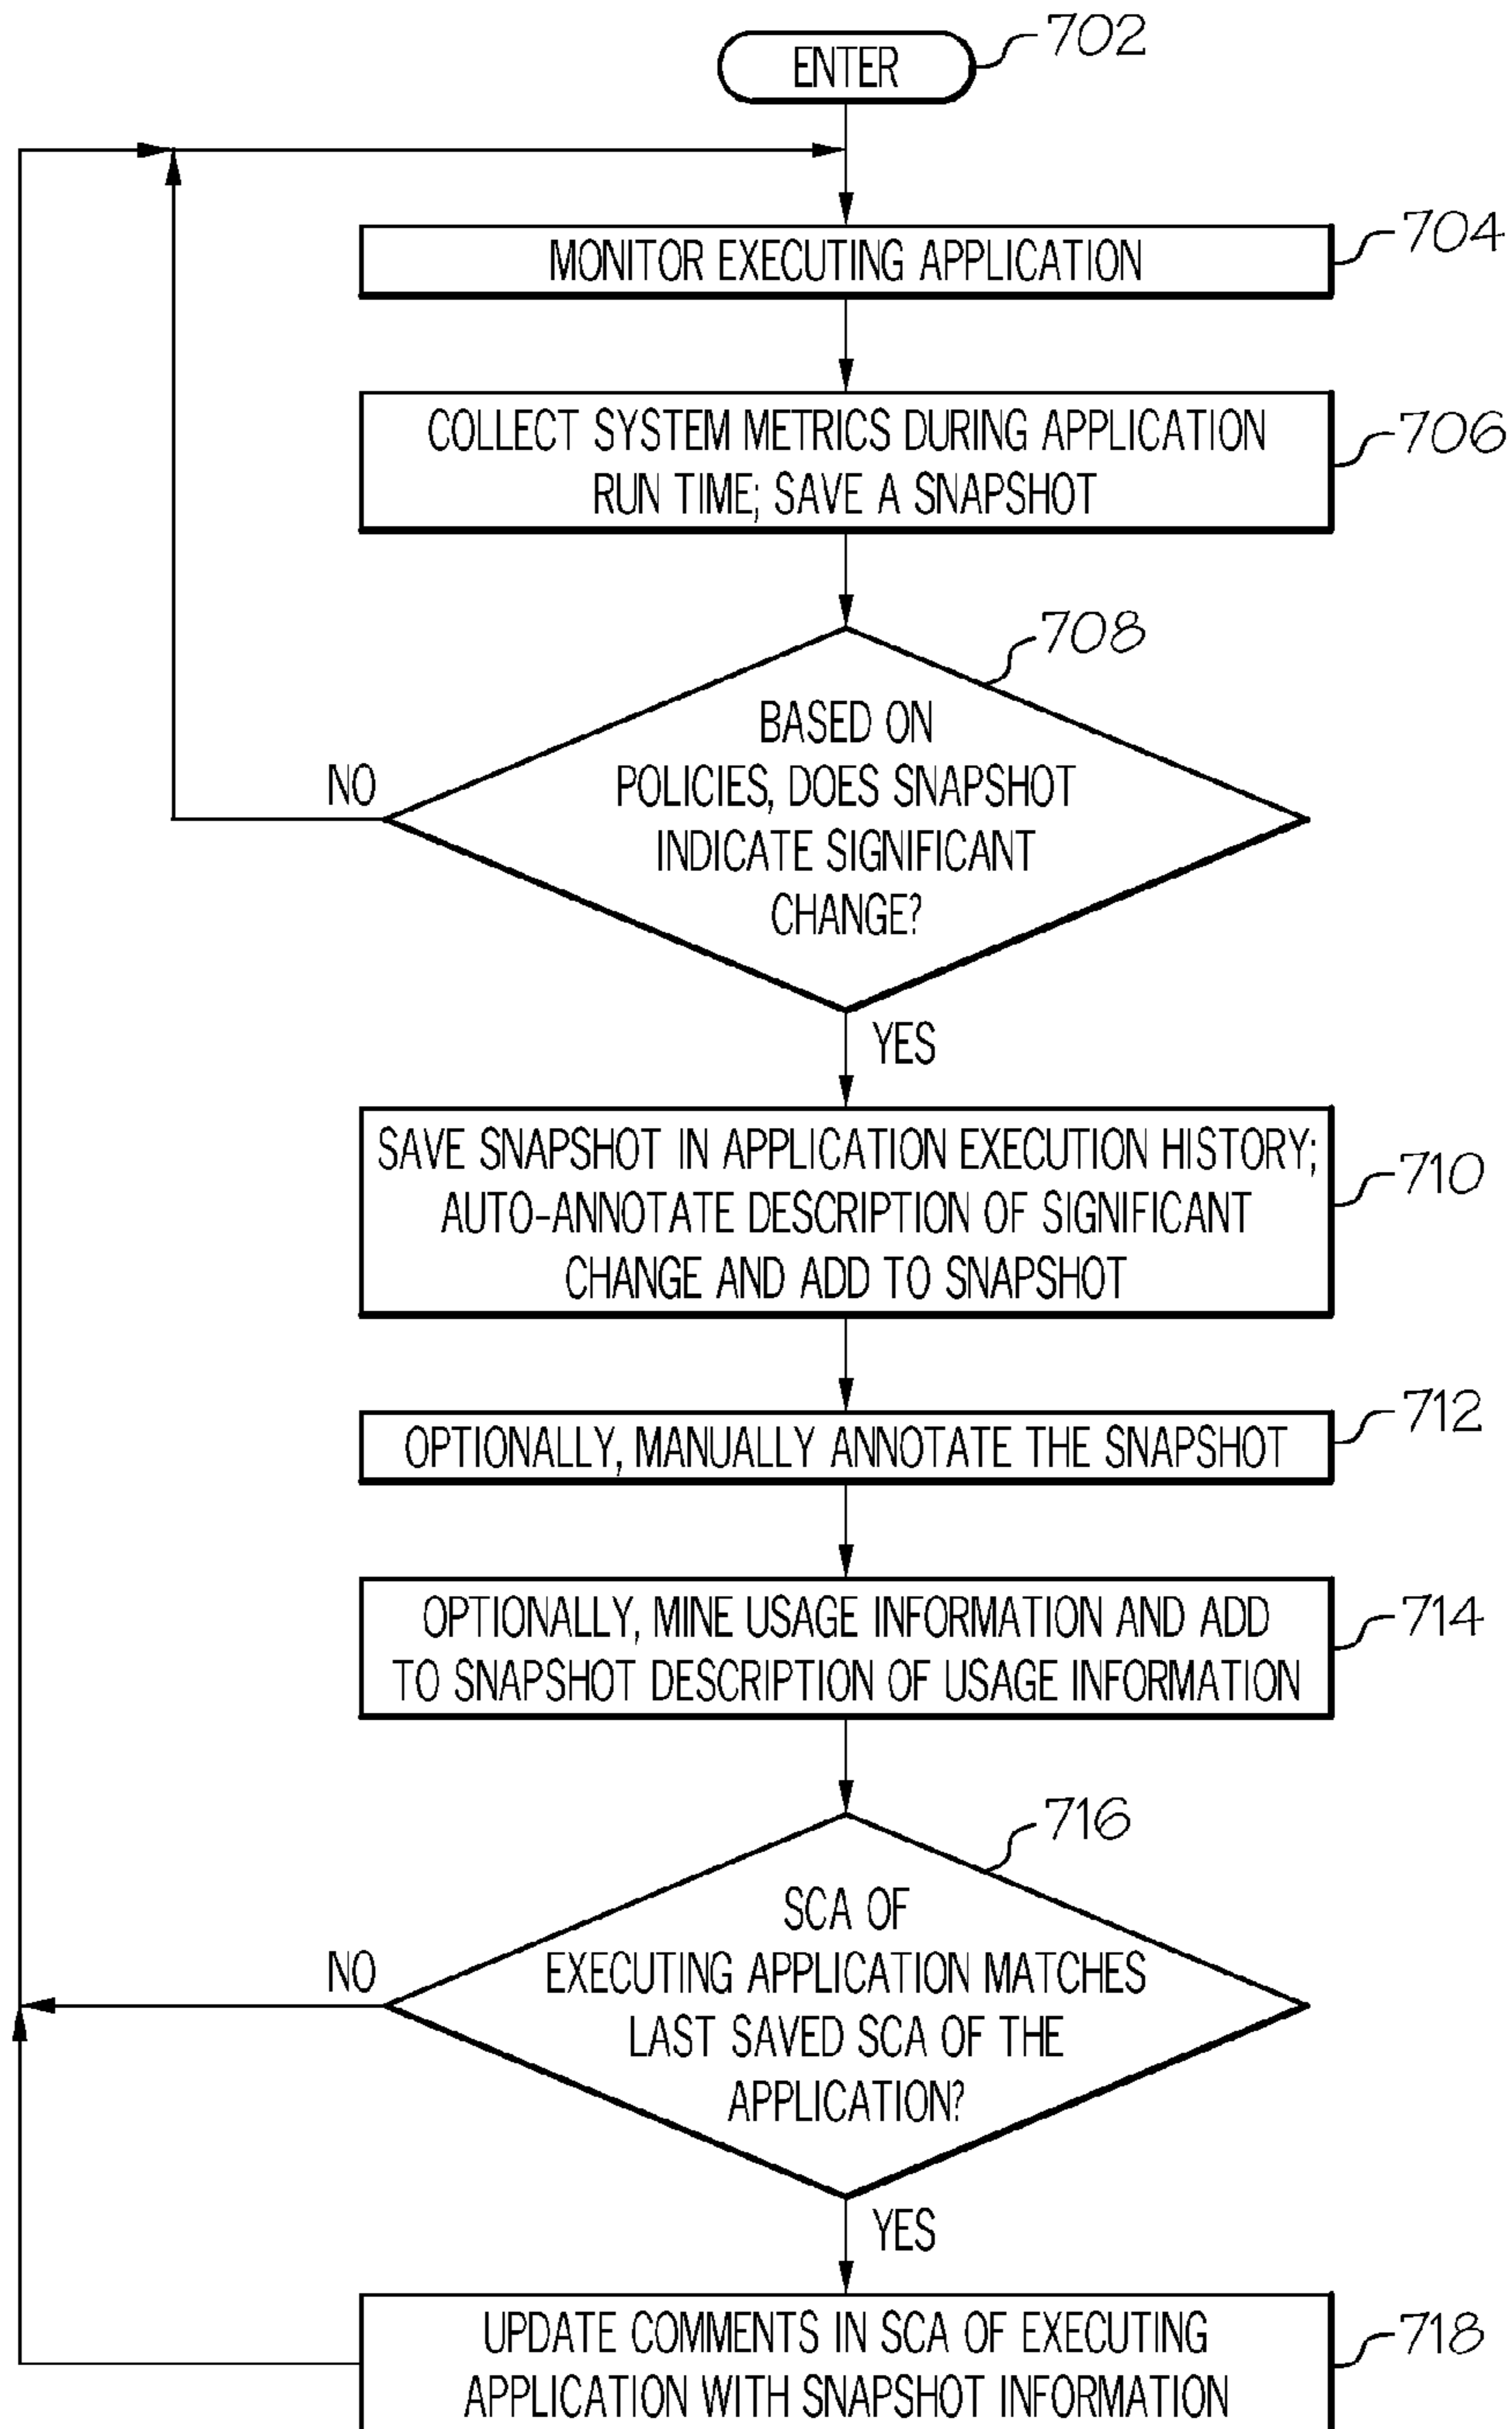 ENTER
702
MONITOR EXECUTING APPLICATION
704
COLLECT SYSTEM METRICS DURING APPLICATION
RUN TIME; SAVE A SNAPSHOT
706
708
BASED ON
POLICIES, DOES SNAPSHOT
INDICATE SIGNIFICANT
CHANGE?
NO
YES
SAVE SNAPSHOT IN APPLICATION EXECUTION HISTORY;
AUTO-ANNOTATE DESCRIPTION OF SIGNIFICANT
CHANGE AND ADD TO SNAPSHOT
710
OPTIONALLY, MANUALLY ANNOTATE THE SNAPSHOT
712
OPTIONALLY, MINE USAGE INFORMATION AND ADD
TO SNAPSHOT DESCRIPTION OF USAGE INFORMATION
714
716
SCA OF
EXECUTING APPLICATION MATCHES
LAST SAVED SCA OF THE
APPLICATION?
NO
YES
UPDATE COMMENTS IN SCA OF EXECUTING
APPLICATION WITH SNAPSHOT INFORMATION
718